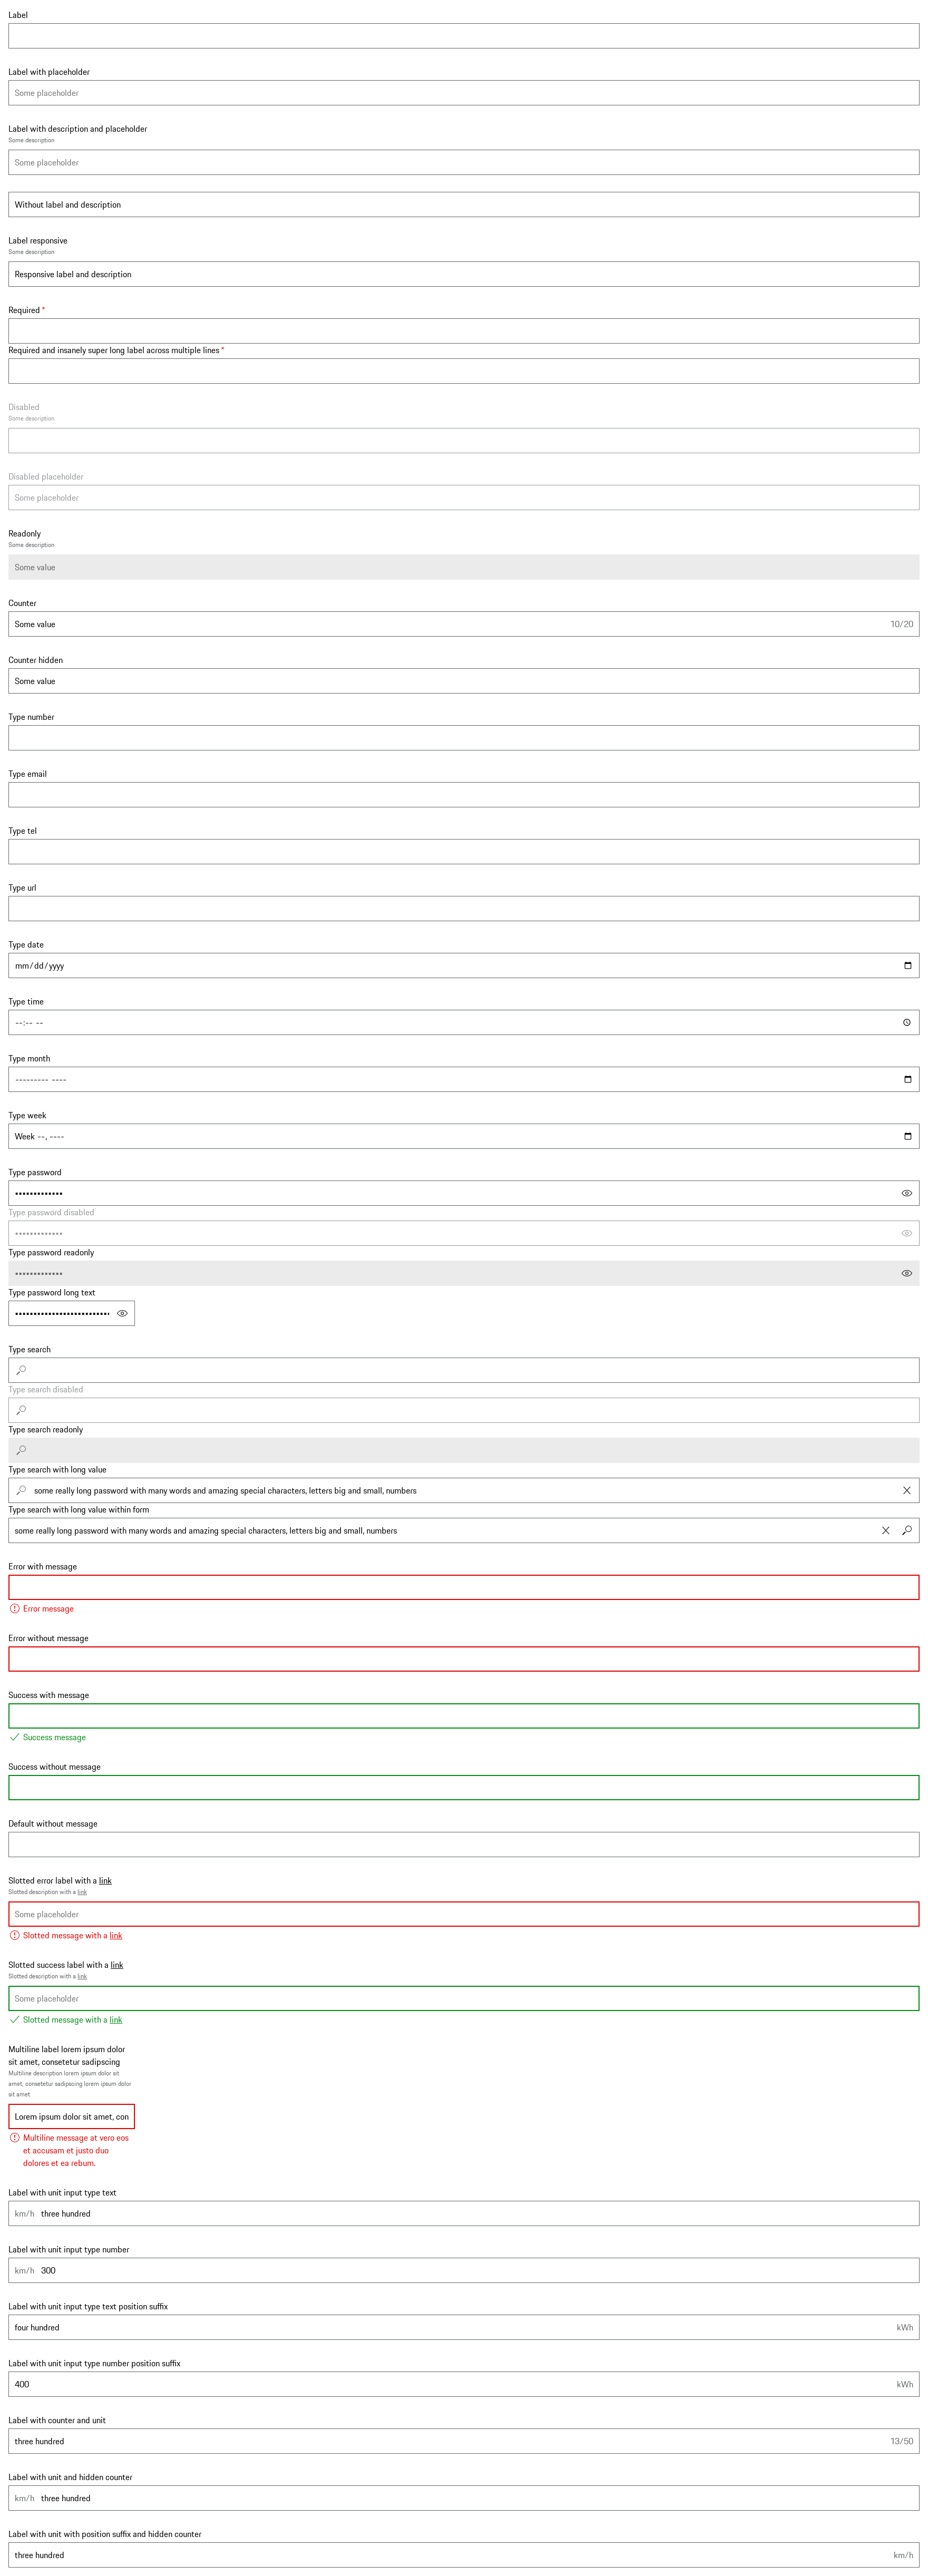 Label
Label with placeholder
Some placeholder
Label with description and placeholder
Some description
Some placeholder
Without label and description
Label responsive
Some description
Responsive label and description
Required *
Required and insanely super long label across multiple lines *
Disabled
Some description
Disabled placeholder
Some placeholder
Readonly
Some description
Some value
Counter
Some value 10/20
Counter hidden
Some value
Type number
Type email
Type tel
Type url
Type date
mm/dd/yyyy
Type time
--:-- --
Type month
--------- ----
Type week
Week --, ----
Type password
•••••••••••••
Type password disabled
•••••••••••••
Type password readonly
•••••••••••••
Type password long text
••••••••••••••••••••••••••
Type search
Type search disabled
Type search readonly
Type search with long value
some really long password with many words and amazing special characters, letters big and small, numbers
Type search with long value within form
some really long password with many words and amazing special characters, letters big and small, numbers
Error with message
Error message
Error without message
Success with message
Success message
Success without message
Default without message
Slotted error label with a link
Slotted description with a link
Some placeholder
Slotted message with a link
Slotted success label with a link
Slotted description with a link
Some placeholder
Slotted message with a link
Multiline label lorem ipsum dolor
sit amet, consetetur sadipscing
Multiline description lorem ipsum dolor sit
amet, consetetur sadipscing lorem ipsum dolor
sit amet
Lorem ipsum dolor sit amet, con
Multiline message at vero eos
et accusam et justo duo
dolores et ea rebum.
Label with unit input type text
km/h three hundred
Label with unit input type number
km/h 300
Label with unit input type text position suffix
four hundred kWh
Label with unit input type number position suffix
400 kWh
Label with counter and unit
three hundred 13/50
Label with unit and hidden counter
km/h three hundred
Label with unit with position suffix and hidden counter
three hundred km/h